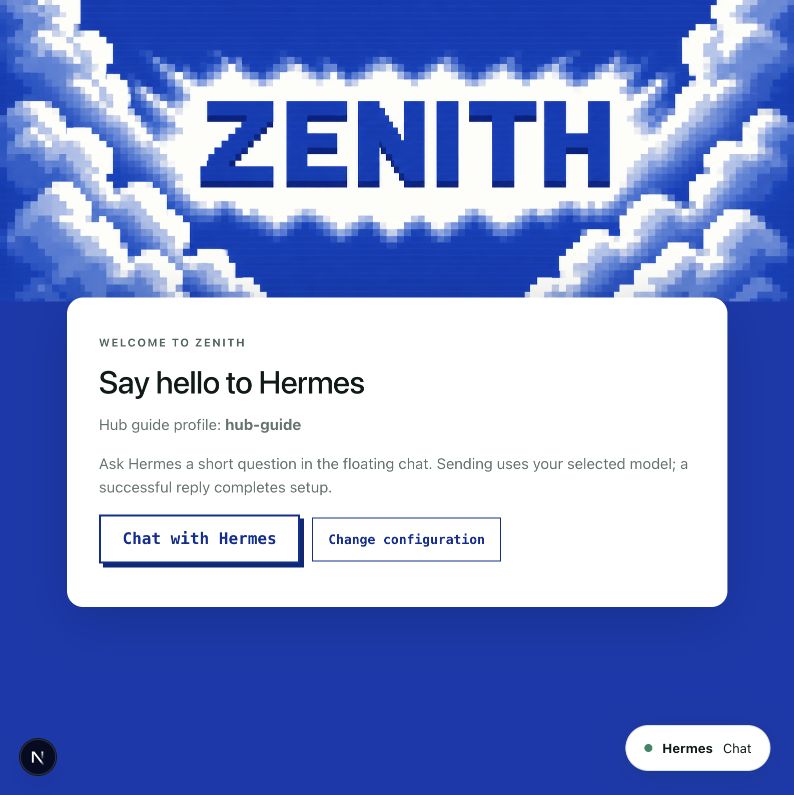 ZENITH
WELCOME TO ZENITH
Say hello to Hermes
Hub guide profile: hub-guide
Ask Hermes a short question in the floating chat. Sending uses your selected model; a
successful reply completes setup.
Chat with Hermes
Change configuration
N
Hermes Chat